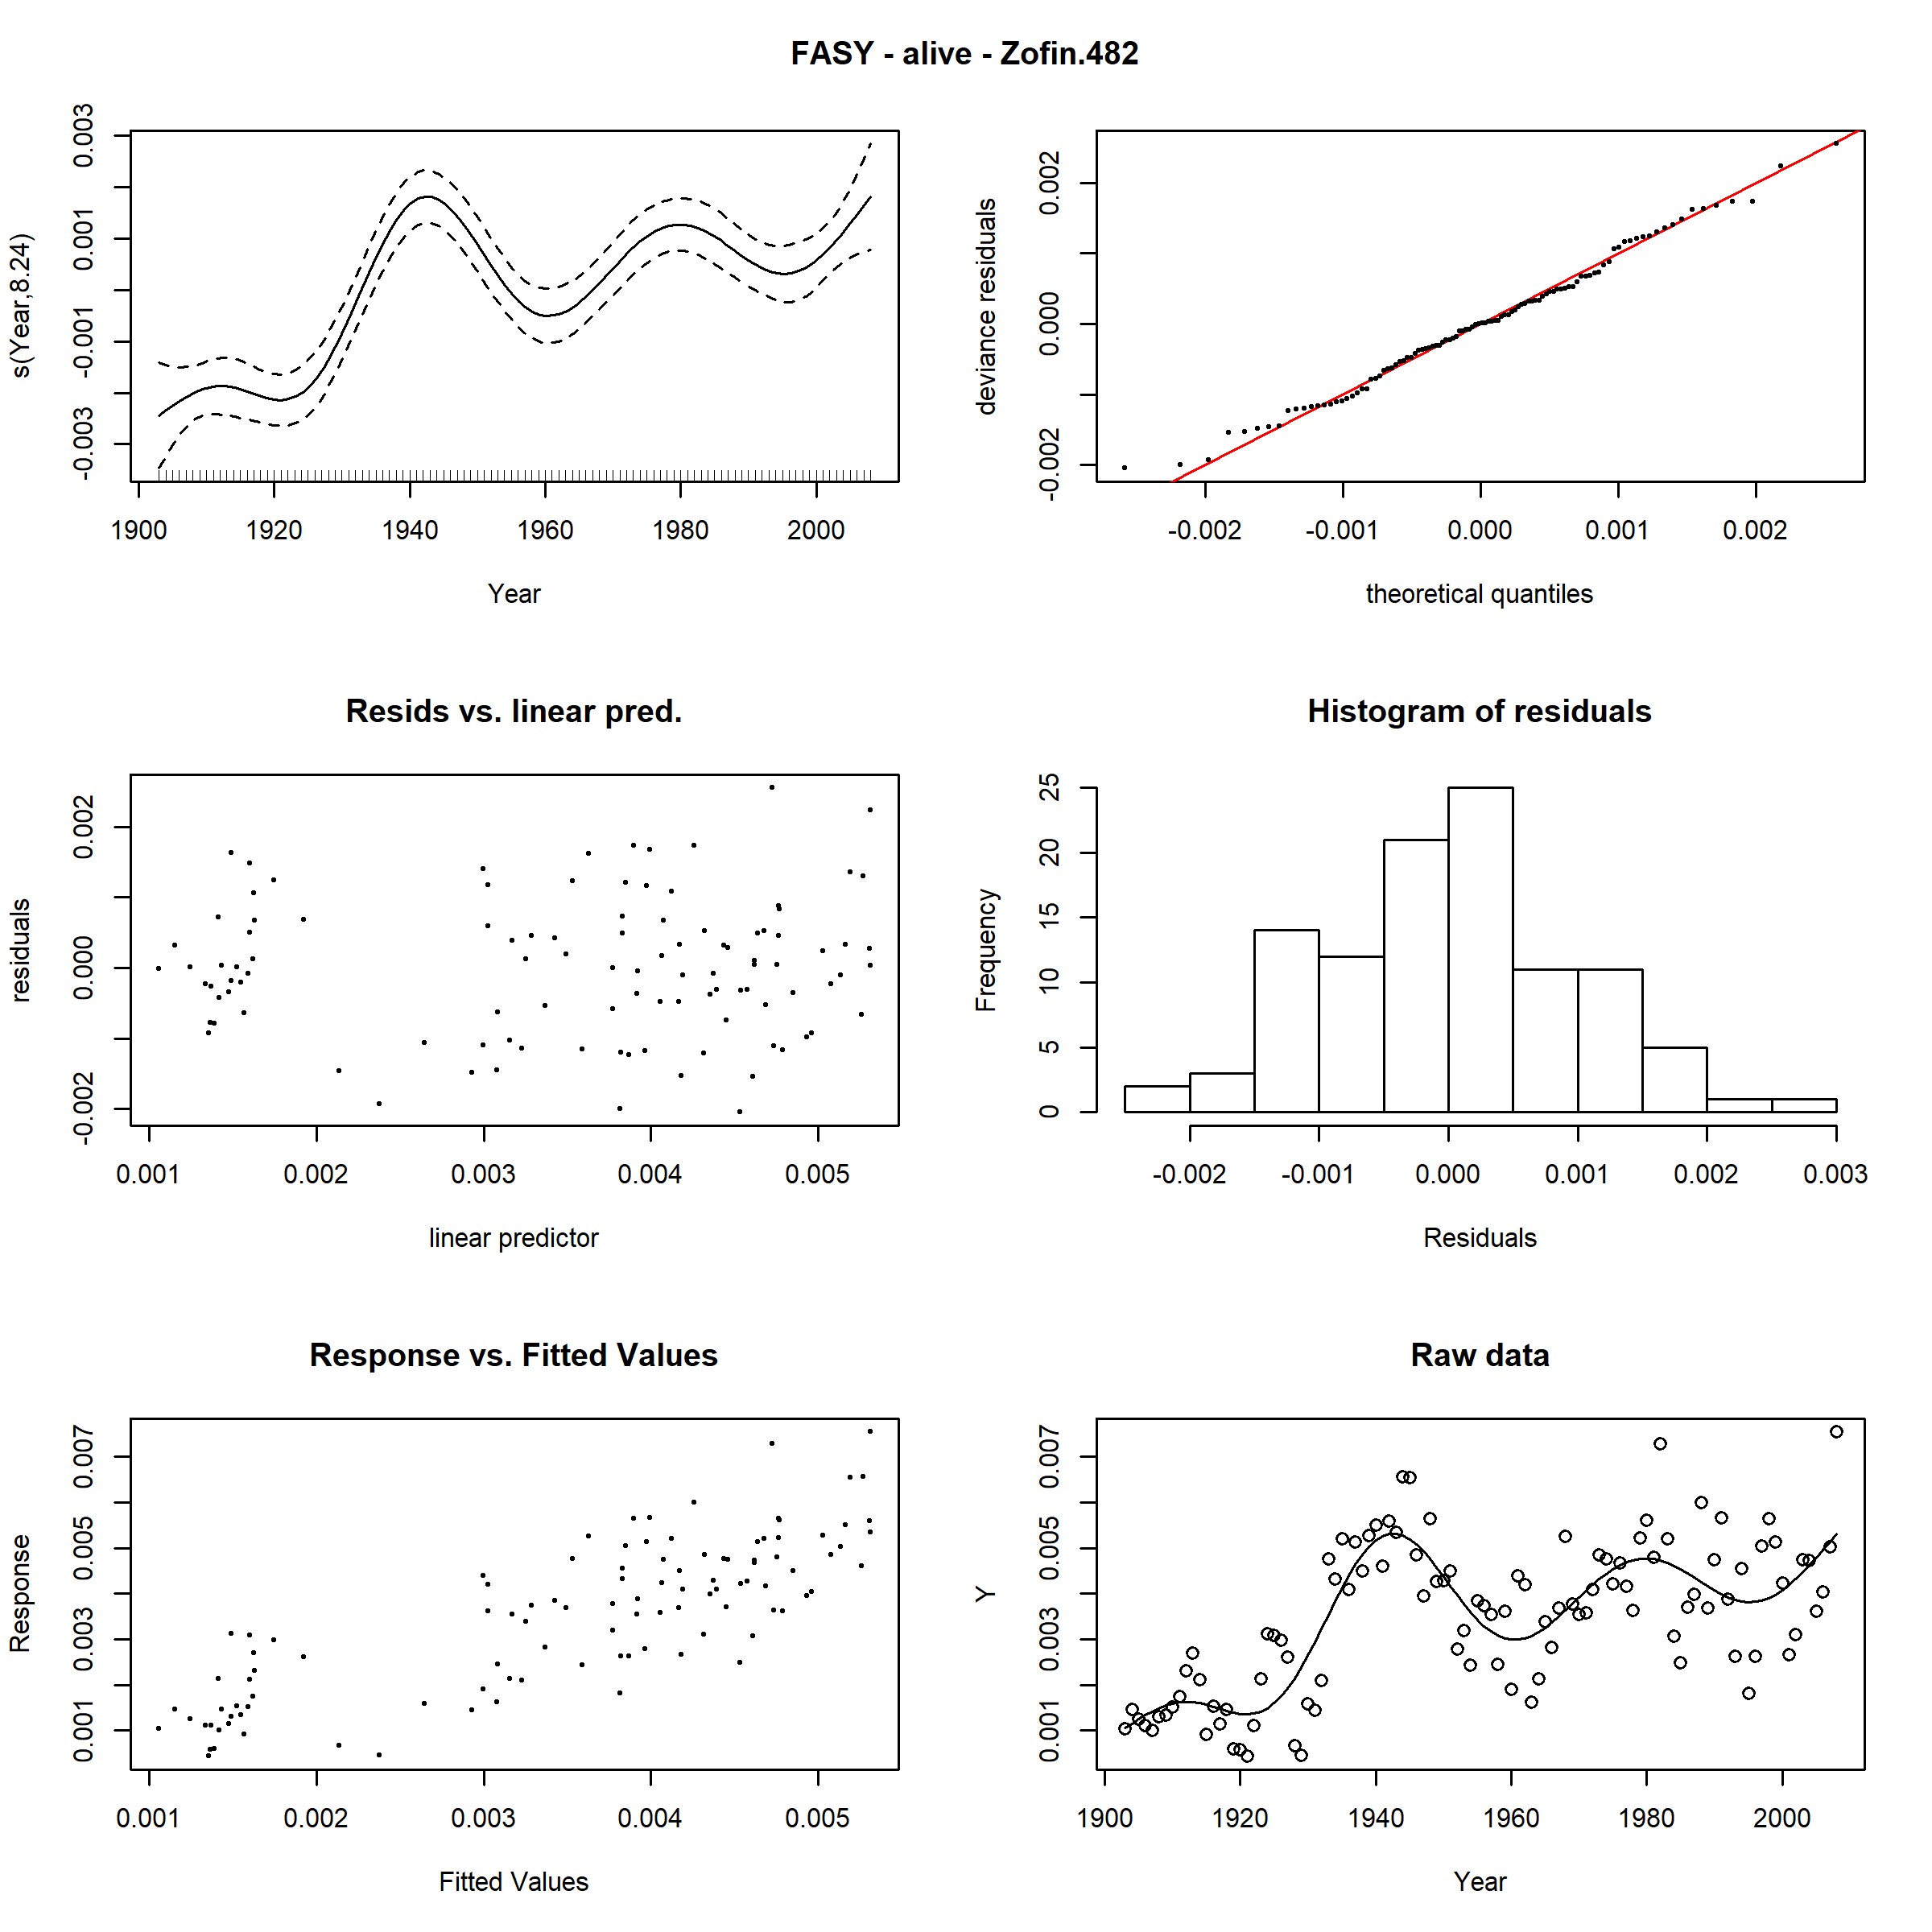 FASY - alive - Zofin.482
s(Year,8.24)
-0.003 -0.001 0.001 0.003
1900 1920 1940 1960 1980 2000
Year
deviance residuals
-0.002 0.000 0.002
-0.002 -0.001 0.000 0.001 0.002
theoretical quantiles
Resids vs. linear pred.
residuals
-0.002 0.000 0.002
0.001 0.002 0.003 0.004 0.005
linear predictor
Histogram of residuals
Frequency
0 5 10 15 20 25
-0.002 -0.001 0.000 0.001 0.002 0.003
Residuals
Response vs. Fitted Values
Response
0.001 0.003 0.005 0.007
0.001 0.002 0.003 0.004 0.005
Fitted Values
Raw data
Y
0.001 0.003 0.005 0.007
1900 1920 1940 1960 1980 2000
Year